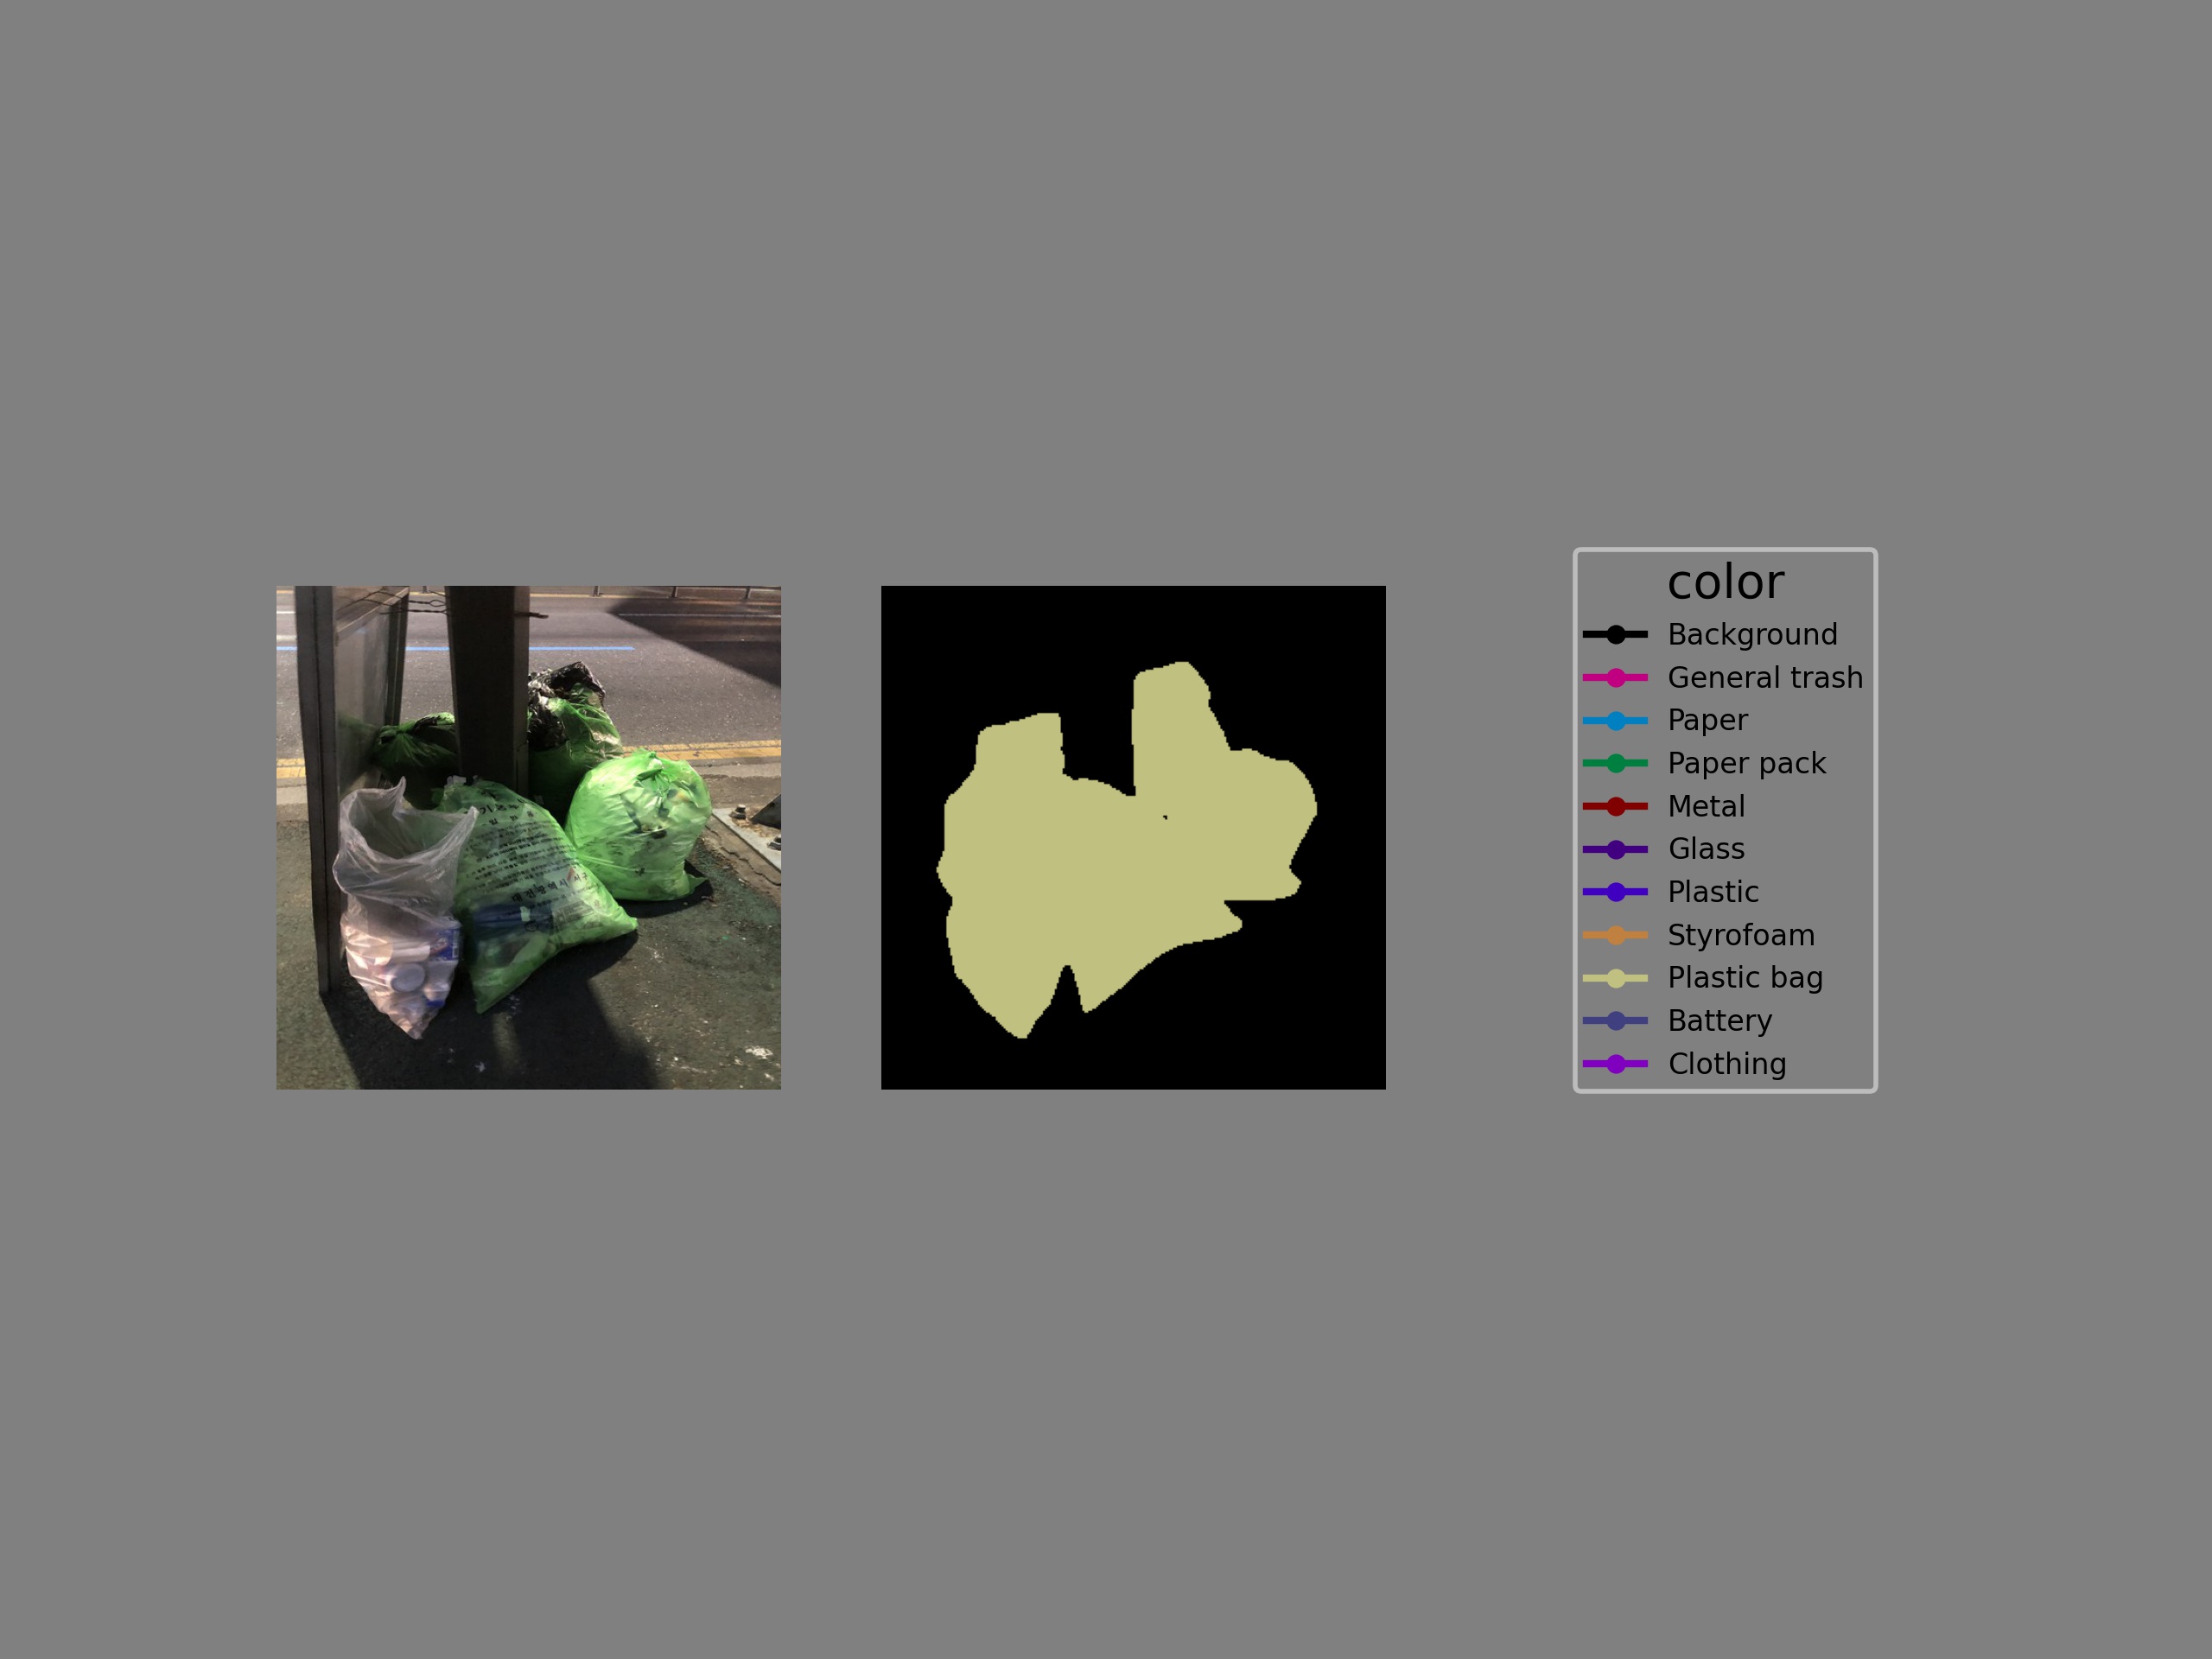 color
Background
General trash
Paper
Paper pack
Metal
Glass
Plastic
Styrofoam
Plastic bag
Battery
Clothing